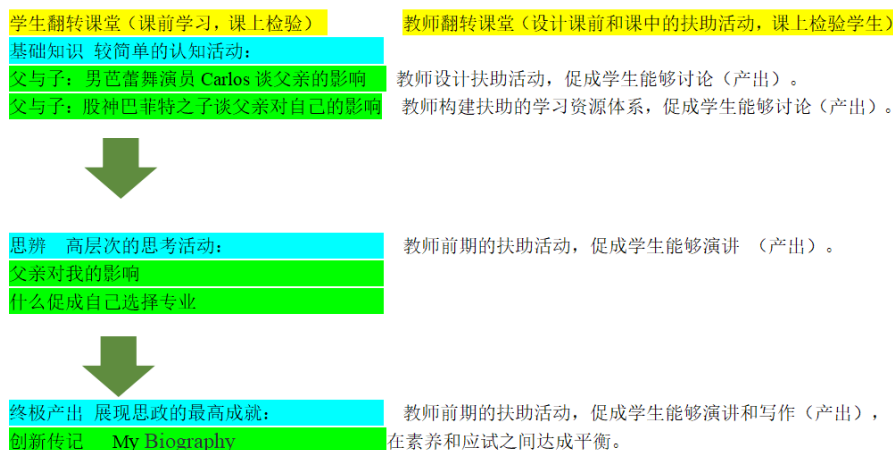 学生翻转课堂（课前学习，课上检验） 教师翻转课堂（设计课前和课中的扶助活动，课上检验学生）
基础知识 较简单的认知活动：
父与子：男芭蕾舞演员 Carlos 谈父亲的影响 教师设计扶助活动，促成学生能够讨论（产出）。
父与子：股神巴菲特之子谈父亲对自己的影响 教师构建扶助的学习资源体系，促成学生能够讨论（产出）。
思辨 高层次的思考活动： 教师前期的扶助活动，促成学生能够演讲 （产出）。
父亲对我的影响
什么促成自己选择专业
终极产出 展现思政的最高成就： 教师前期的扶助活动，促成学生能够演讲和写作（产出），
创新传记 My Biography 在素养和应试之间达成平衡。